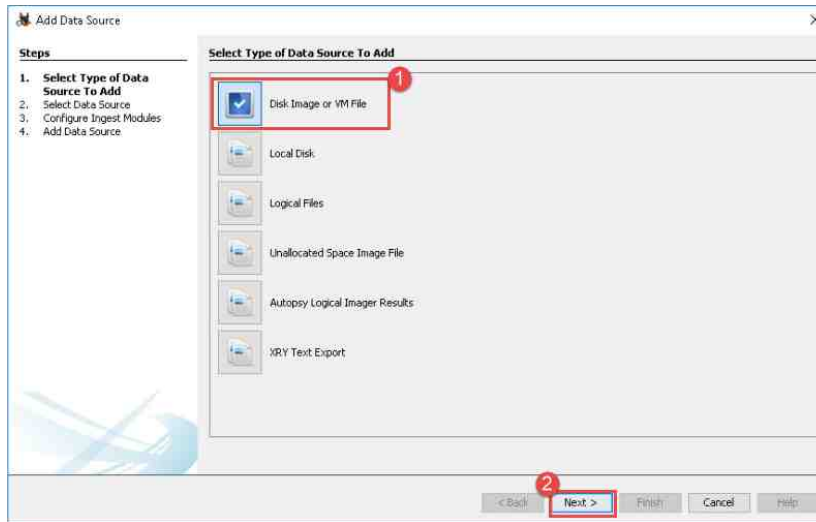 Add Data Source
Steps
1. Select Type of Data
Source To Add
2. Select Data Source
3. Configure Ingest Modules
4. Add Data Source
Select Type of Data Source To Add
1
Disk Image or VM File
Local Disk
Logical Files
Unallocated Space Image File
Autopsy Logical Imager Results
XRY Text Export
2
< Back Next > Finish Cancel Help